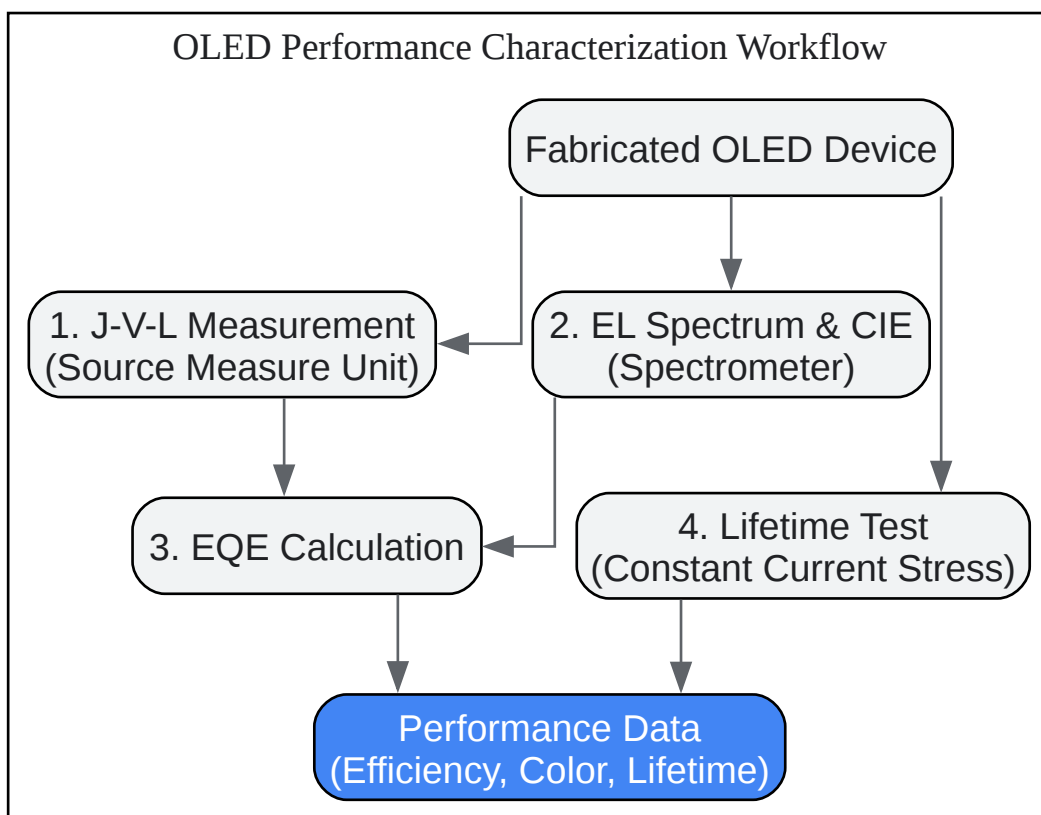 OLED Performance Characterization Workflow
Fabricated OLED Device
1. J-V-L Measurement
(Source Measure Unit)
2. EL Spectrum & CIE
(Spectrometer)
3. EQE Calculation
4. Lifetime Test
(Constant Current Stress)
Performance Data
(Efficiency, Color, Lifetime)